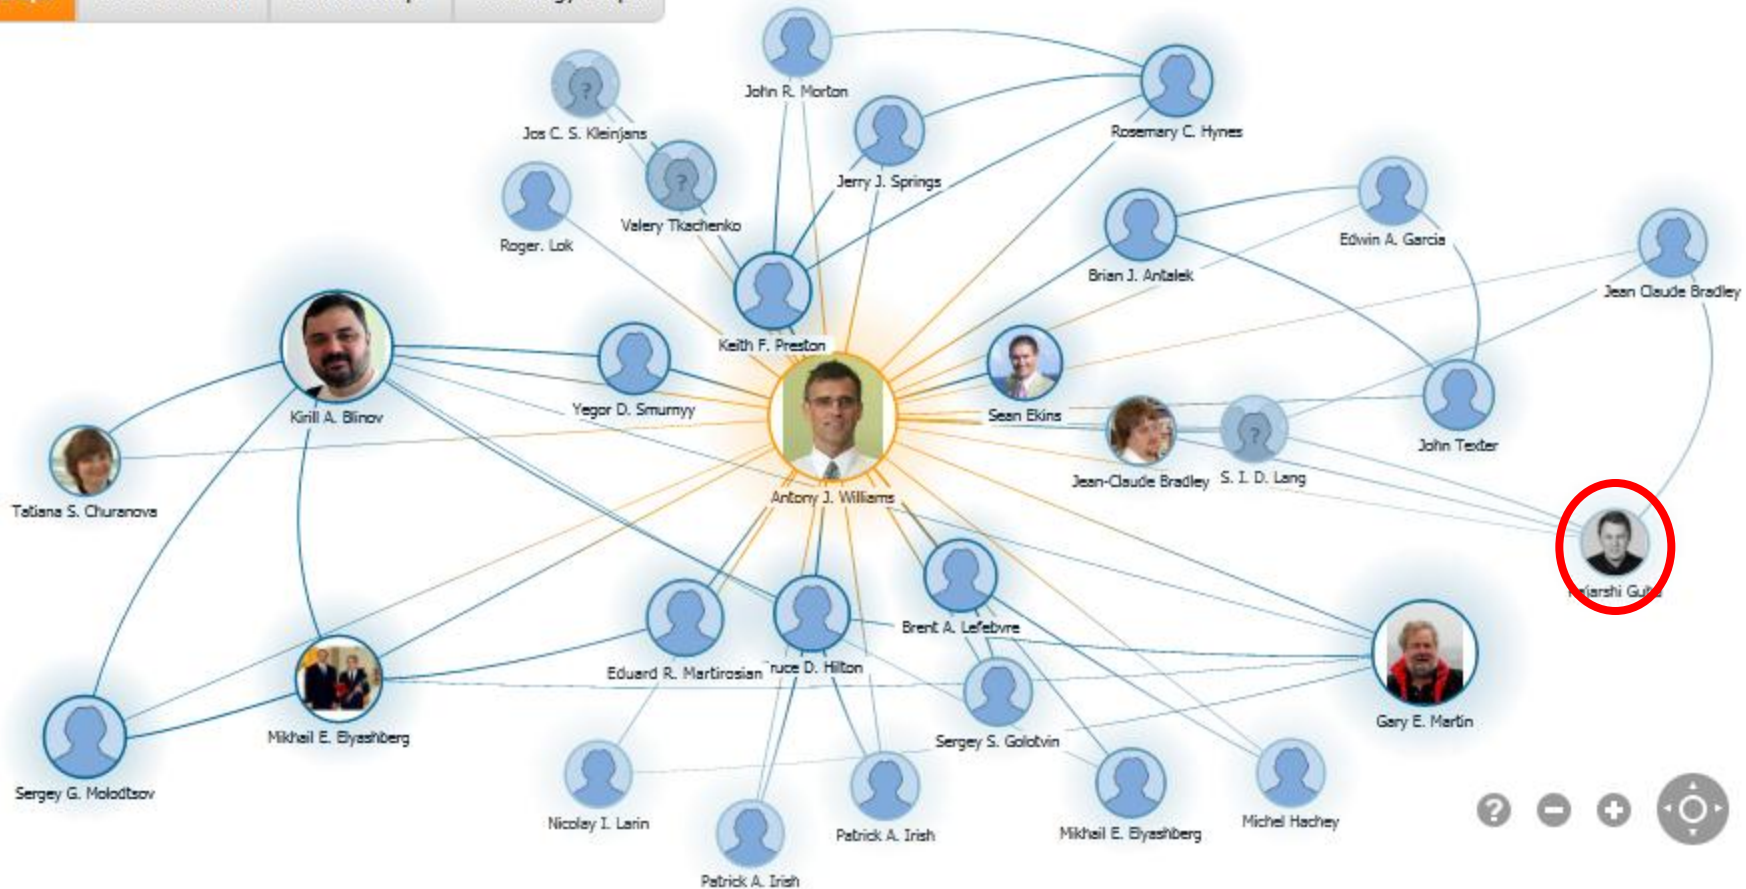 John R. Morton
Jos C. S. Kleinjans
Rosemary C. Hynes
Jerry J. Springs
Valery Tkachenko
Roger. Lok
Edwin A. Garcia
Brian J. Antalek
Jean Claude Bradley
Keith F. Preston
Kirill A. Blinov
Yegor D. Smurnyy
Sean Ekins
John Texter
Jean-Claude Bradley
S. I. D. Lang
Antony J. Williams
Tatiana S. Churanova
Brent A. Lefebvre
Eduard R. Martirosian
ruce D. Hilton
Gary E. Martin
Mikhail E. Elyashberg
Sergey S. Golotvin
Sergey G. Molodtsov
Nicolay I. Larin
Patrick A. Irish
Mikhail E. Elyashberg
Michel Hachey
Patrick A. Irish